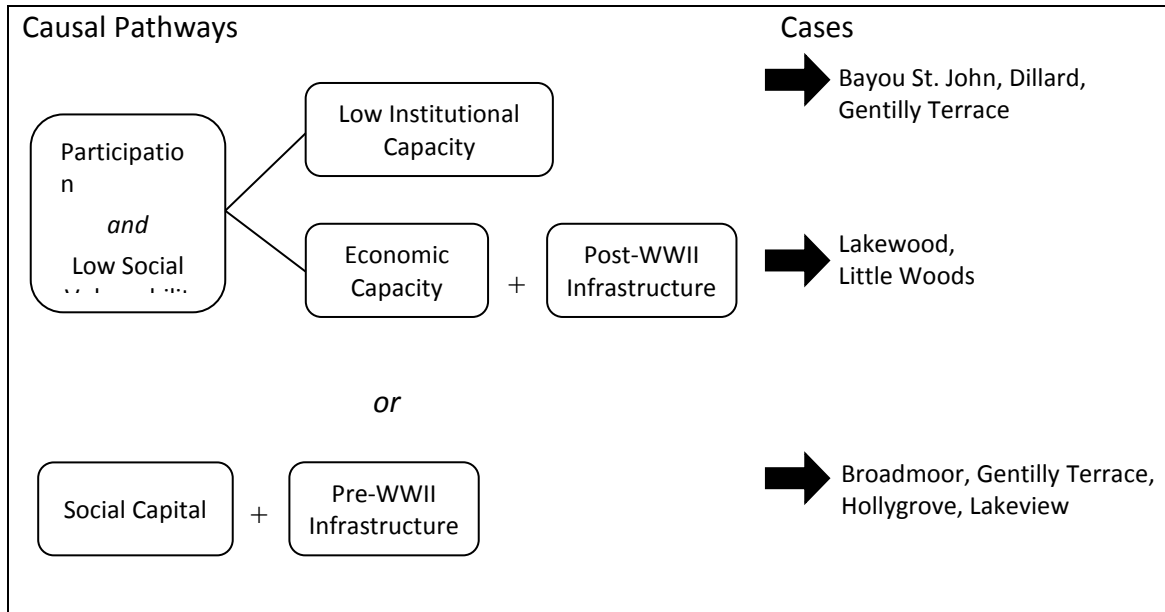 Causal Pathways
Cases
Bayou St. John, Dillard,
Gentilly Terrace
Low Institutional
Capacity
Participatio
n
and
Low Social
Economic
Capacity
+
Post-WWII
Infrastructure
Lakewood,
Little Woods
or
Social Capital
+
Pre-WWII
Infrastructure
Broadmoor, Gentilly Terrace,
Hollygrove, Lakeview